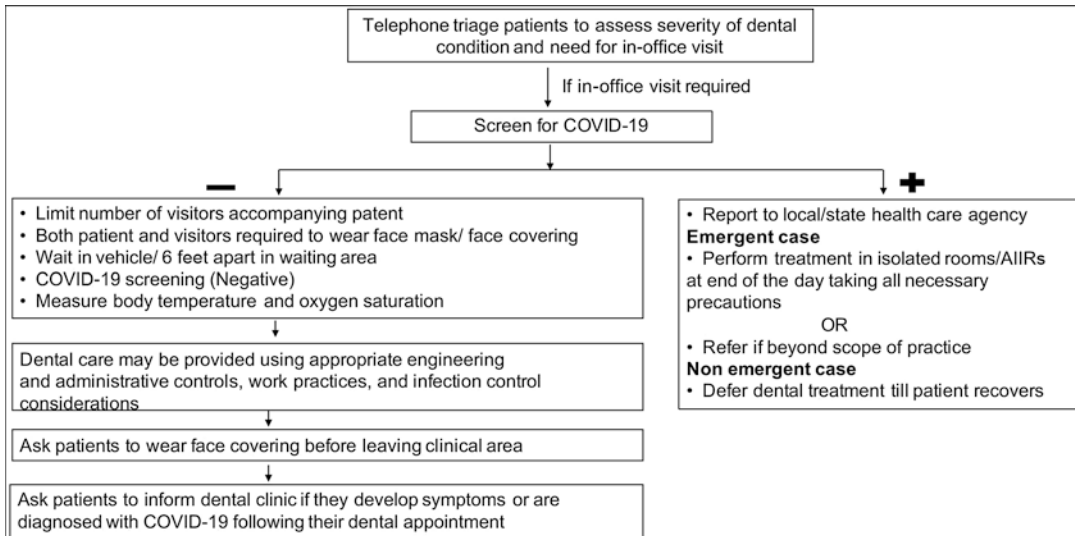 Telephone triage patients to assess severity of dental
condition and need for in-office visit
If in-office visit required
Screen for COVID-19
–
• Limit number of visitors accompanying patent
• Both patient and visitors required to wear face mask/ face covering
• Wait in vehicle/ 6 feet apart in waiting area
• COVID-19 screening (Negative)
• Measure body temperature and oxygen saturation
Dental care may be provided using appropriate engineering
and administrative controls, work practices, and infection control
considerations
Ask patients to wear face covering before leaving clinical area
Ask patients to inform dental clinic if they develop symptoms or are
diagnosed with COVID-19 following their dental appointment
+
• Report to local/state health care agency
Emergent case
• Perform treatment in isolated rooms/AIIRs
at end of the day taking all necessary
precautions
OR
• Refer if beyond scope of practice
Non emergent case
• Defer dental treatment till patient recovers